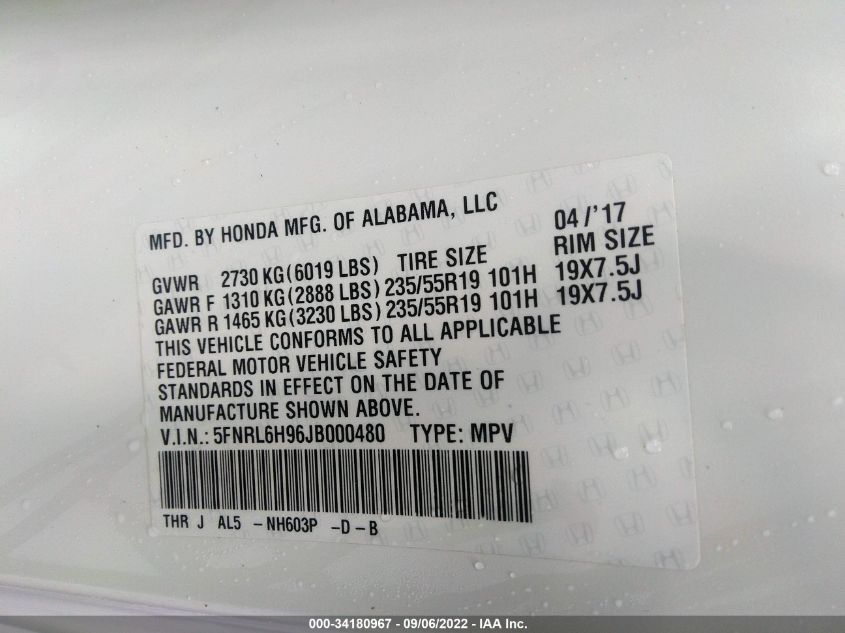 MFD. BY HONDA MFG. OF ALABAMA, LLC 04/'17
TIRE SIZE RIM SIZE
GVWR 2730 KG(6019 LBS)
GAWR F 1310 KG(2888 LBS) 235/55R19 101H 19X7.5J
GAWR R 1465 KG(3230 LBS) 235/55R19 101H 19X7.5J
THIS VEHICLE CONFORMS TO ALL APPLICABLE
FEDERAL MOTOR VEHICLE SAFETY
STANDARDS IN EFFECT ON THE DATE OF
MANUFACTURE SHOWN ABOVE.
V.I.N.: 5FNRL6H96JB000480 TYPE: MPV
THR J AL5 -NH603P -D-B
000-34180967 - 09/06/2022 - IAA Inc.